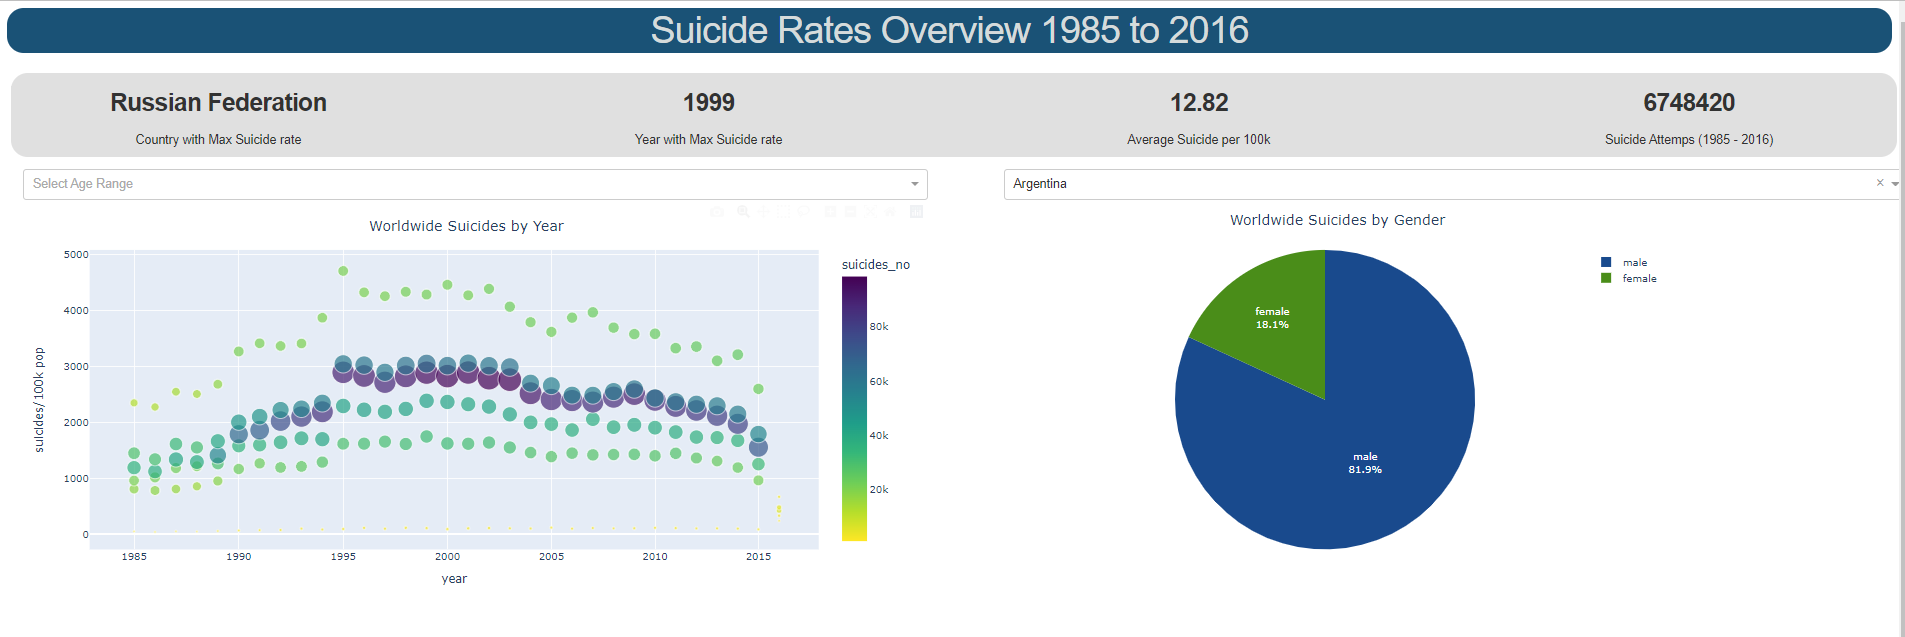 Suicide Rates Overview 1985 to 2016
Russian Federation
Country with Max Suicide rate
1999
Year with Max Suicide rate
12.82
Average Suicide per 100k
6748420
Suicide Attemps (1985 - 2016)
Select Age Range
Argentina
×
Worldwide Suicides by Year
suicides/100k pop
5000
4000
3000
2000
1000
0
1985
1990
1995
2000
2005
2010
2015
year
suicides_no
80k
60k
40k
20k
Worldwide Suicides by Gender
female
18.1%
male
81.9%
male
female